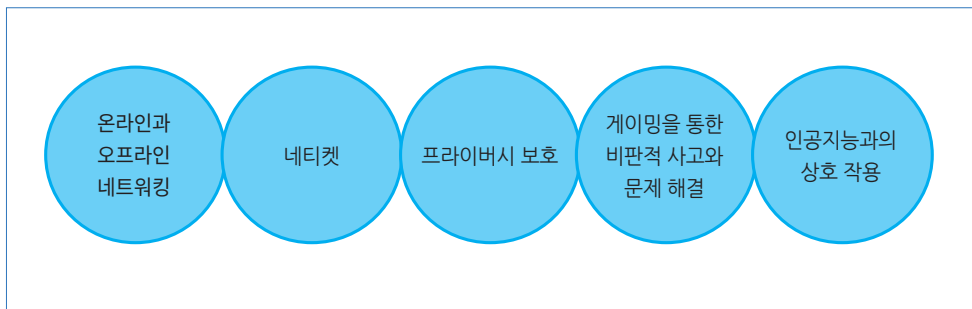 온라인과
오프라인
네트워킹
네티켓
프라이버시 보호
게이밍을 통한
비판적 사고와
문제 해결
인공지능과의
상호 작용